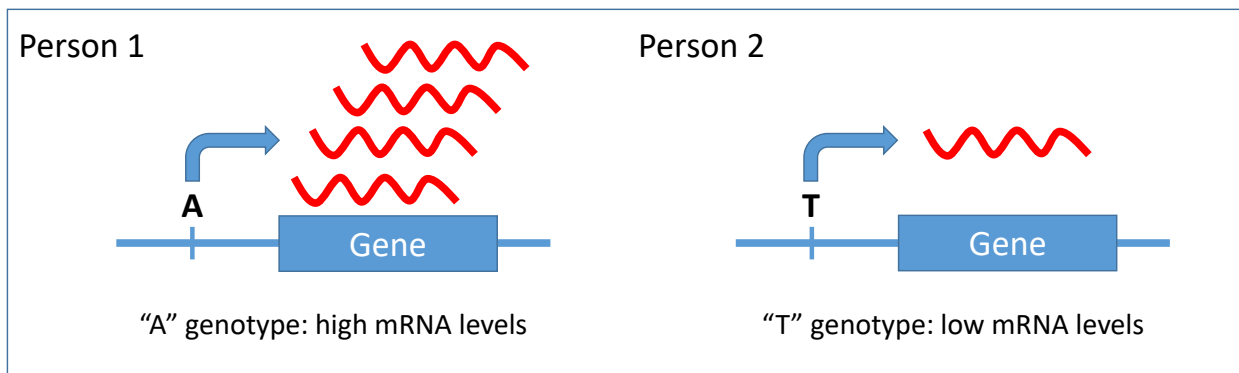 Person 1
A
Gene
“A” genotype: high mRNA levels
Person 2
T
Gene
“T” genotype: low mRNA levels